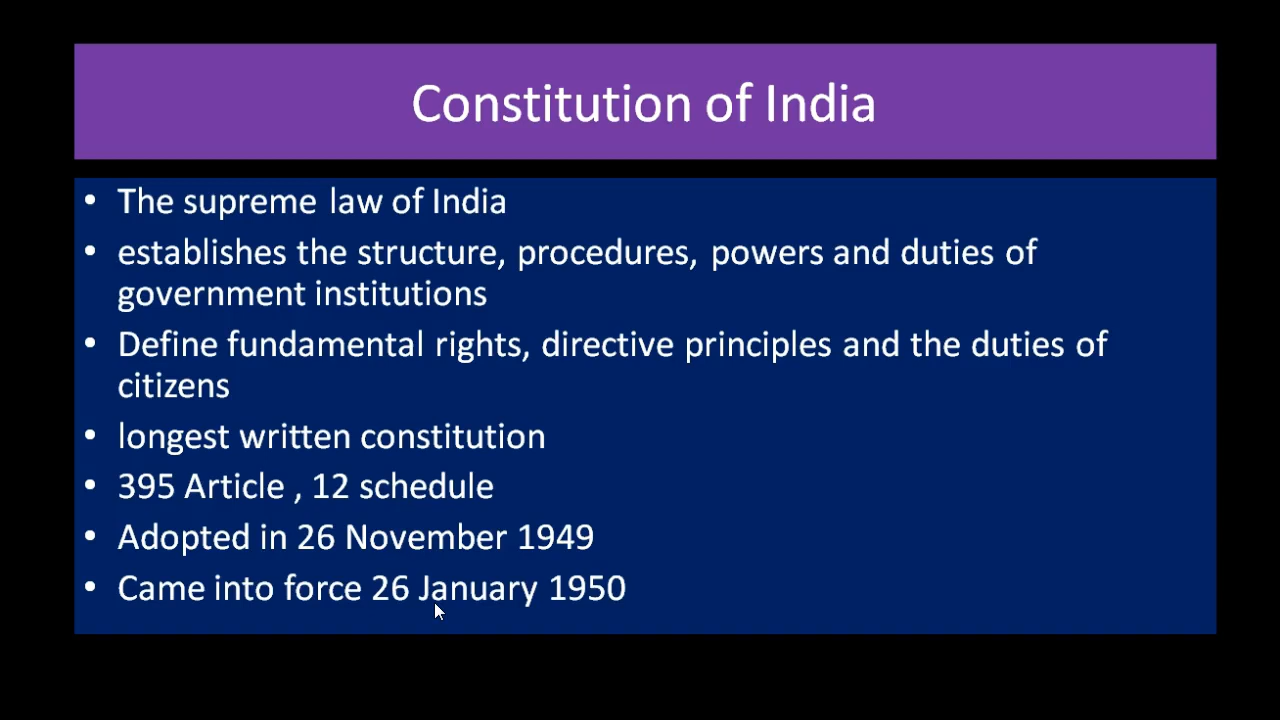 Constitution of India
• The supreme law of India
• establishes the structure, procedures, powers and duties of
government institutions
• Define fundamental rights, directive principles and the duties of
citizens
• longest written constitution
• 395 Article , 12 schedule
• Adopted in 26 November 1949
• Came into force 26 January 1950